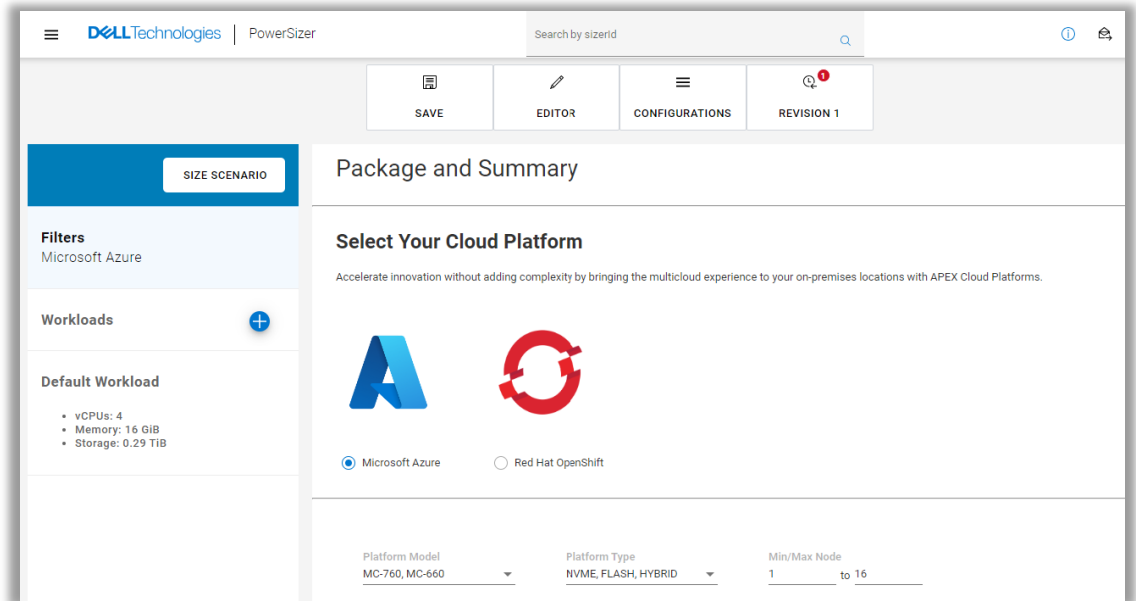 DELLTechnologies | PowerSizer
Search by sizerId
SAVE
EDITOR
CONFIGURATIONS
1
REVISION 1
SIZE SCENARIO
Filters
Microsoft Azure
Workloads
Default Workload
• vCPUs: 4
• Memory: 16 GiB
• Storage: 0.29 TiB
Package and Summary
Select Your Cloud Platform
Accelerate innovation without adding complexity by bringing the multicloud experience to your on-premises locations with APEX Cloud Platforms.
Microsoft Azure
Red Hat OpenShift
Platform Model
MC-760, MC-660
Platform Type
NVME, FLASH, HYBRID
Min/Max Node
1 to 16